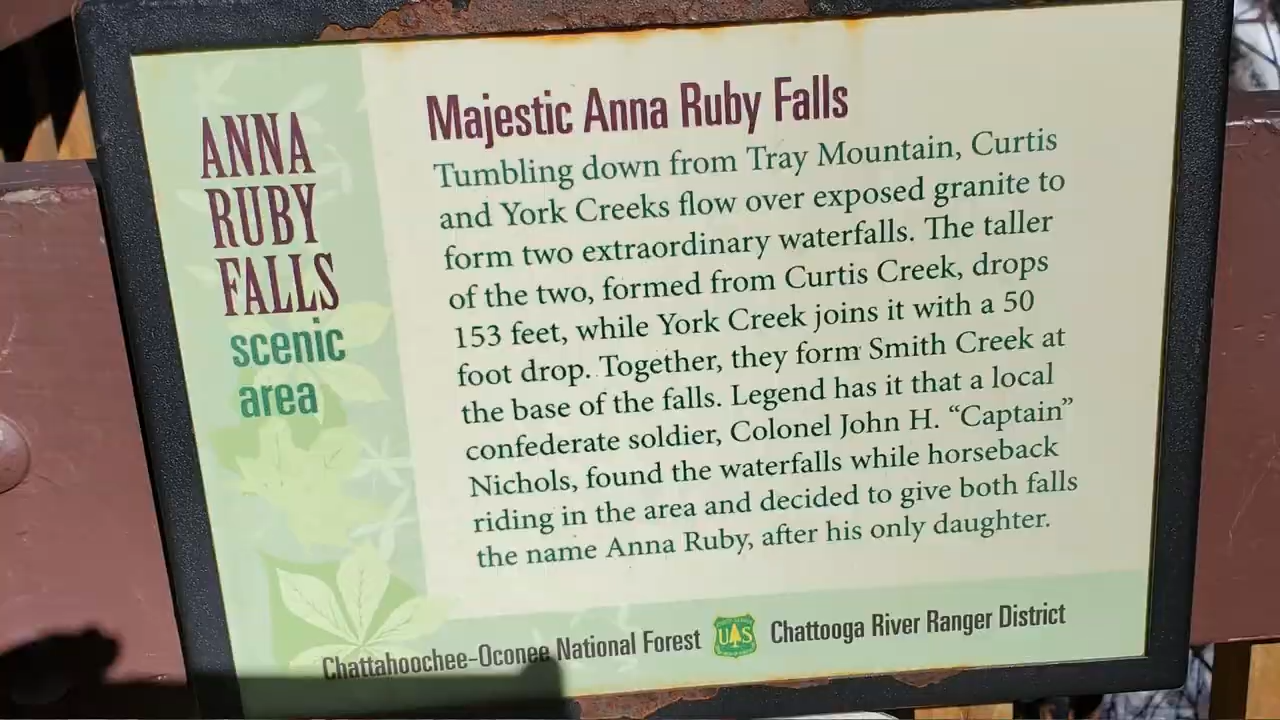 ANNA
RUBY
FALLS
scenic
area
Majestic Anna Ruby Falls
Tumbling down from Tray Mountain, Curtis
and York Creeks flow over exposed granite to
form two extraordinary waterfalls. The taller
of the two, formed from Curtis Creek, drops
153 feet, while York Creek joins it with a 50
foot drop. Together, they form Smith Creek at
the base of the falls. Legend has it that a local
confederate soldier, Colonel John H. “Captain”
Nichols, found the waterfalls while horseback
riding in the area and decided to give both falls
the name Anna Ruby, after his only daughter.
Chattahoochee-Oconee National Forest UAS Chattooga River Ranger District